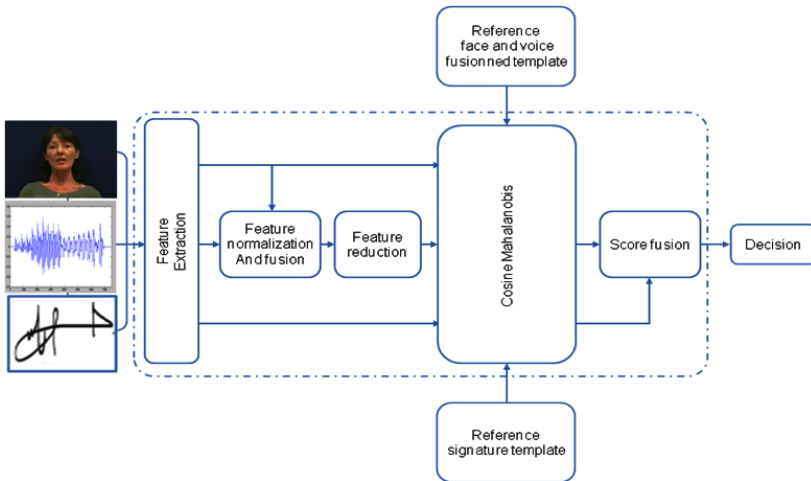 Reference
face and voice
fusionned template
Feature
Extraction
Feature
normalization
And fusion
Feature
reduction
Cosine Mahalanobis
Score fusion
Decision
Reference
signature template